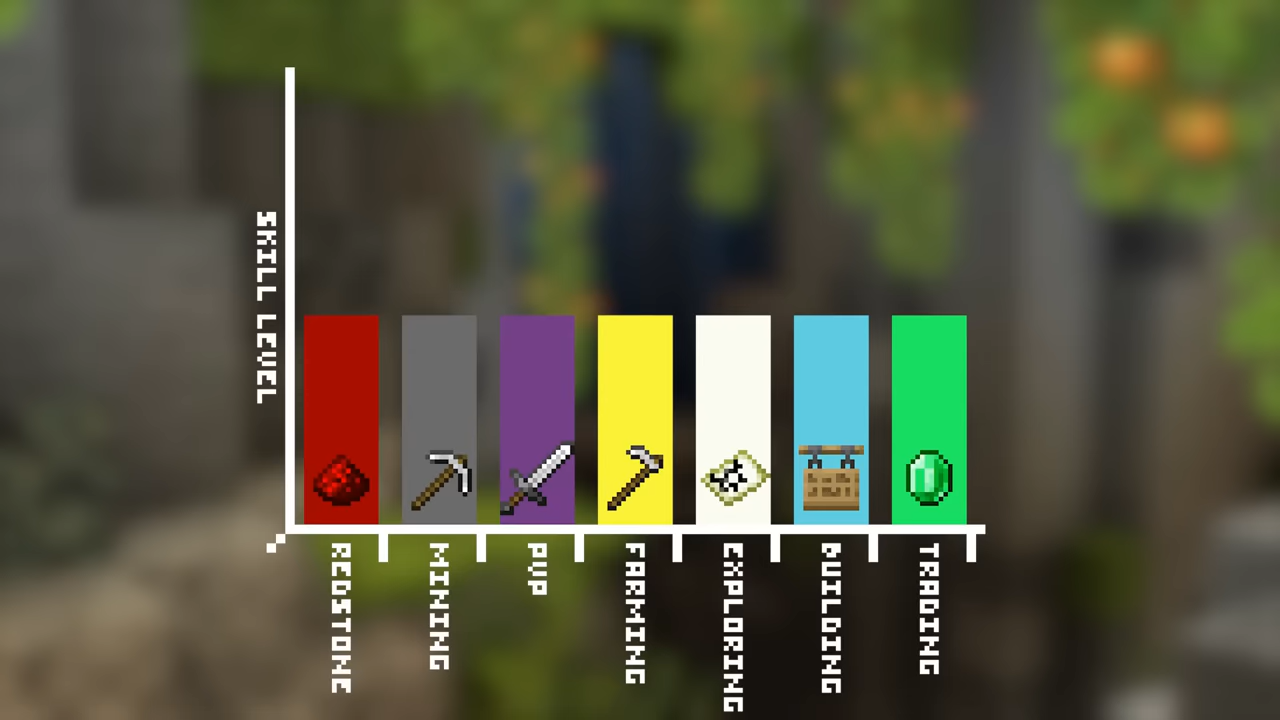 SKILL LEVEL
REDSTONE
MINING
PVP
FARMING
EXPLORING
BUILDING
TRADING